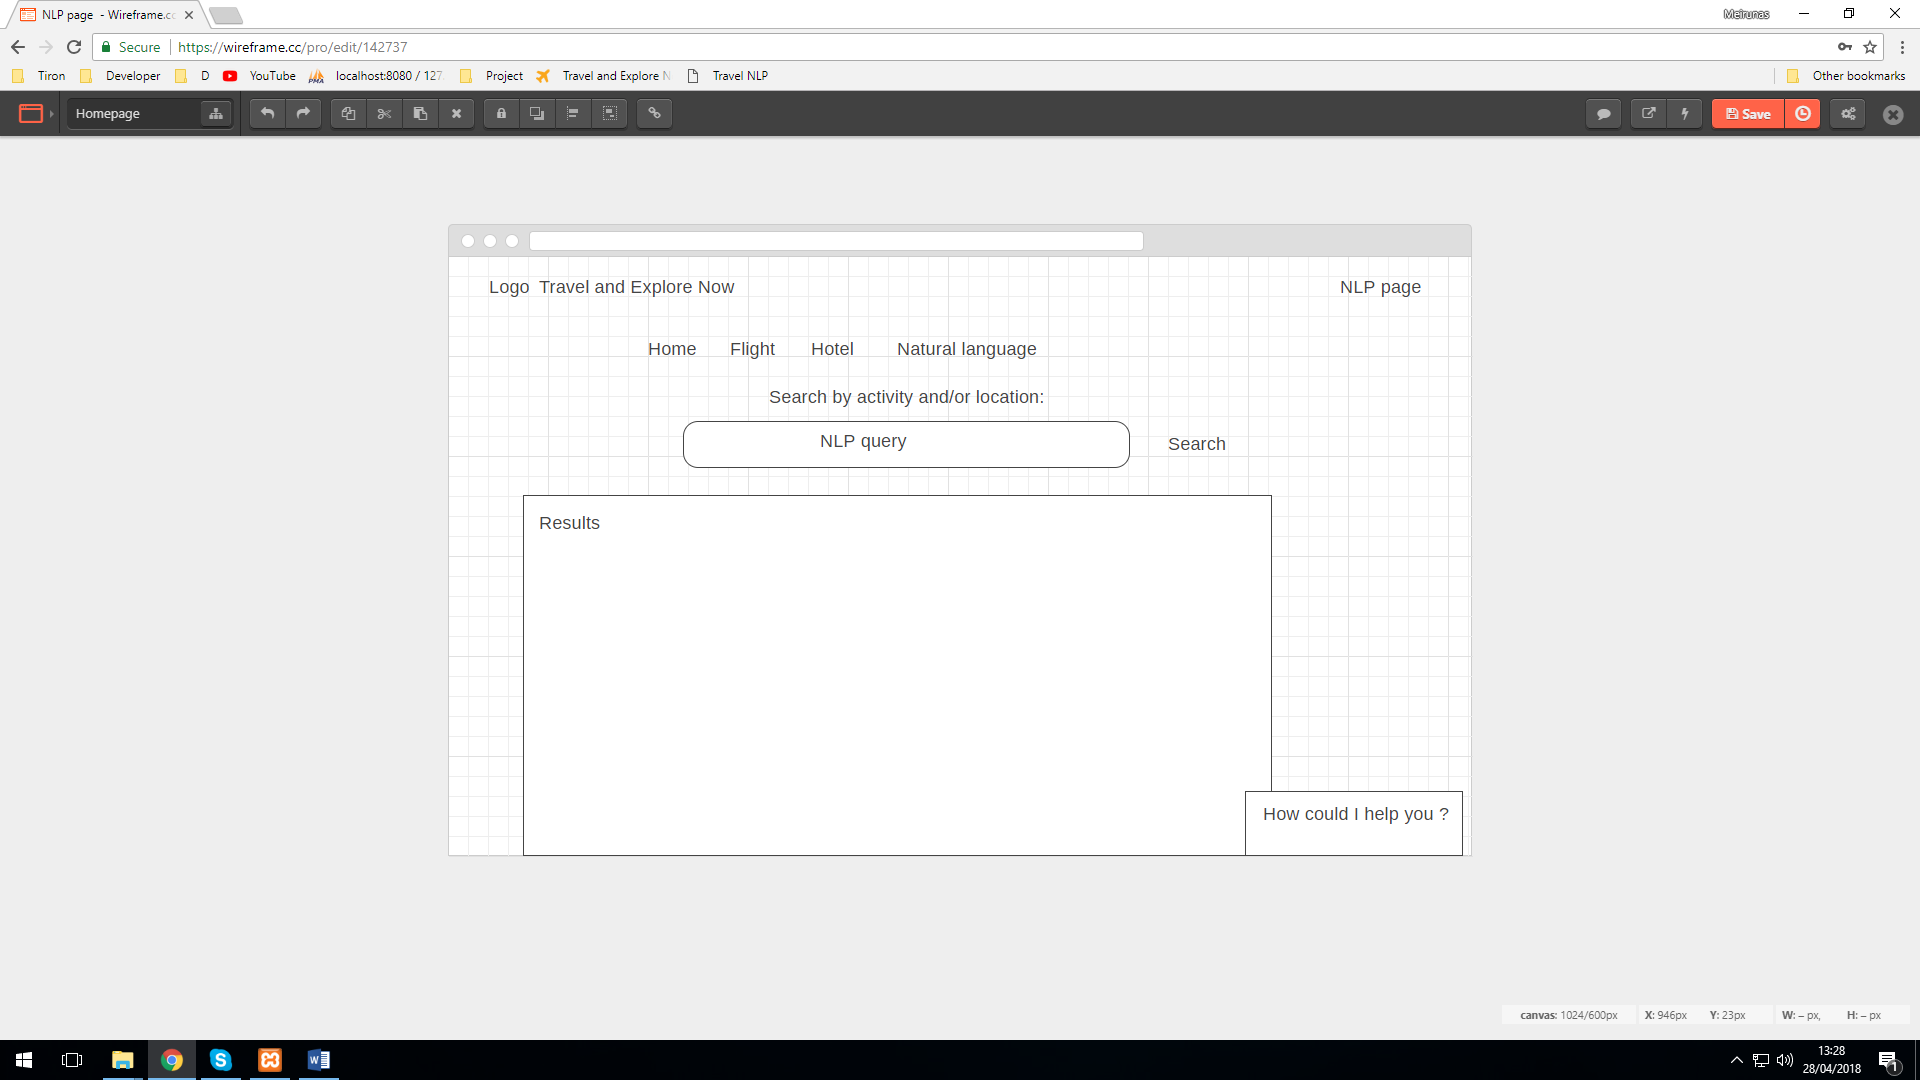 NLP page - Wireframe.cc
Meirunas
Secure https://wireframe.cc/pro/edit/142737
Tiron Developer D YouTube localhost:8080 / 127. Project Travel and Explore N Travel NLP Other bookmarks
Homepage Save
Logo Travel and Explore Now NLP page
Home Flight Hotel Natural language
Search by activity and/or location:
NLP query Search
Results
How could I help you ?
canvas: 1024/600px X: 946px Y: 23px W: – px, H: – px
13:28
28/04/2018
1